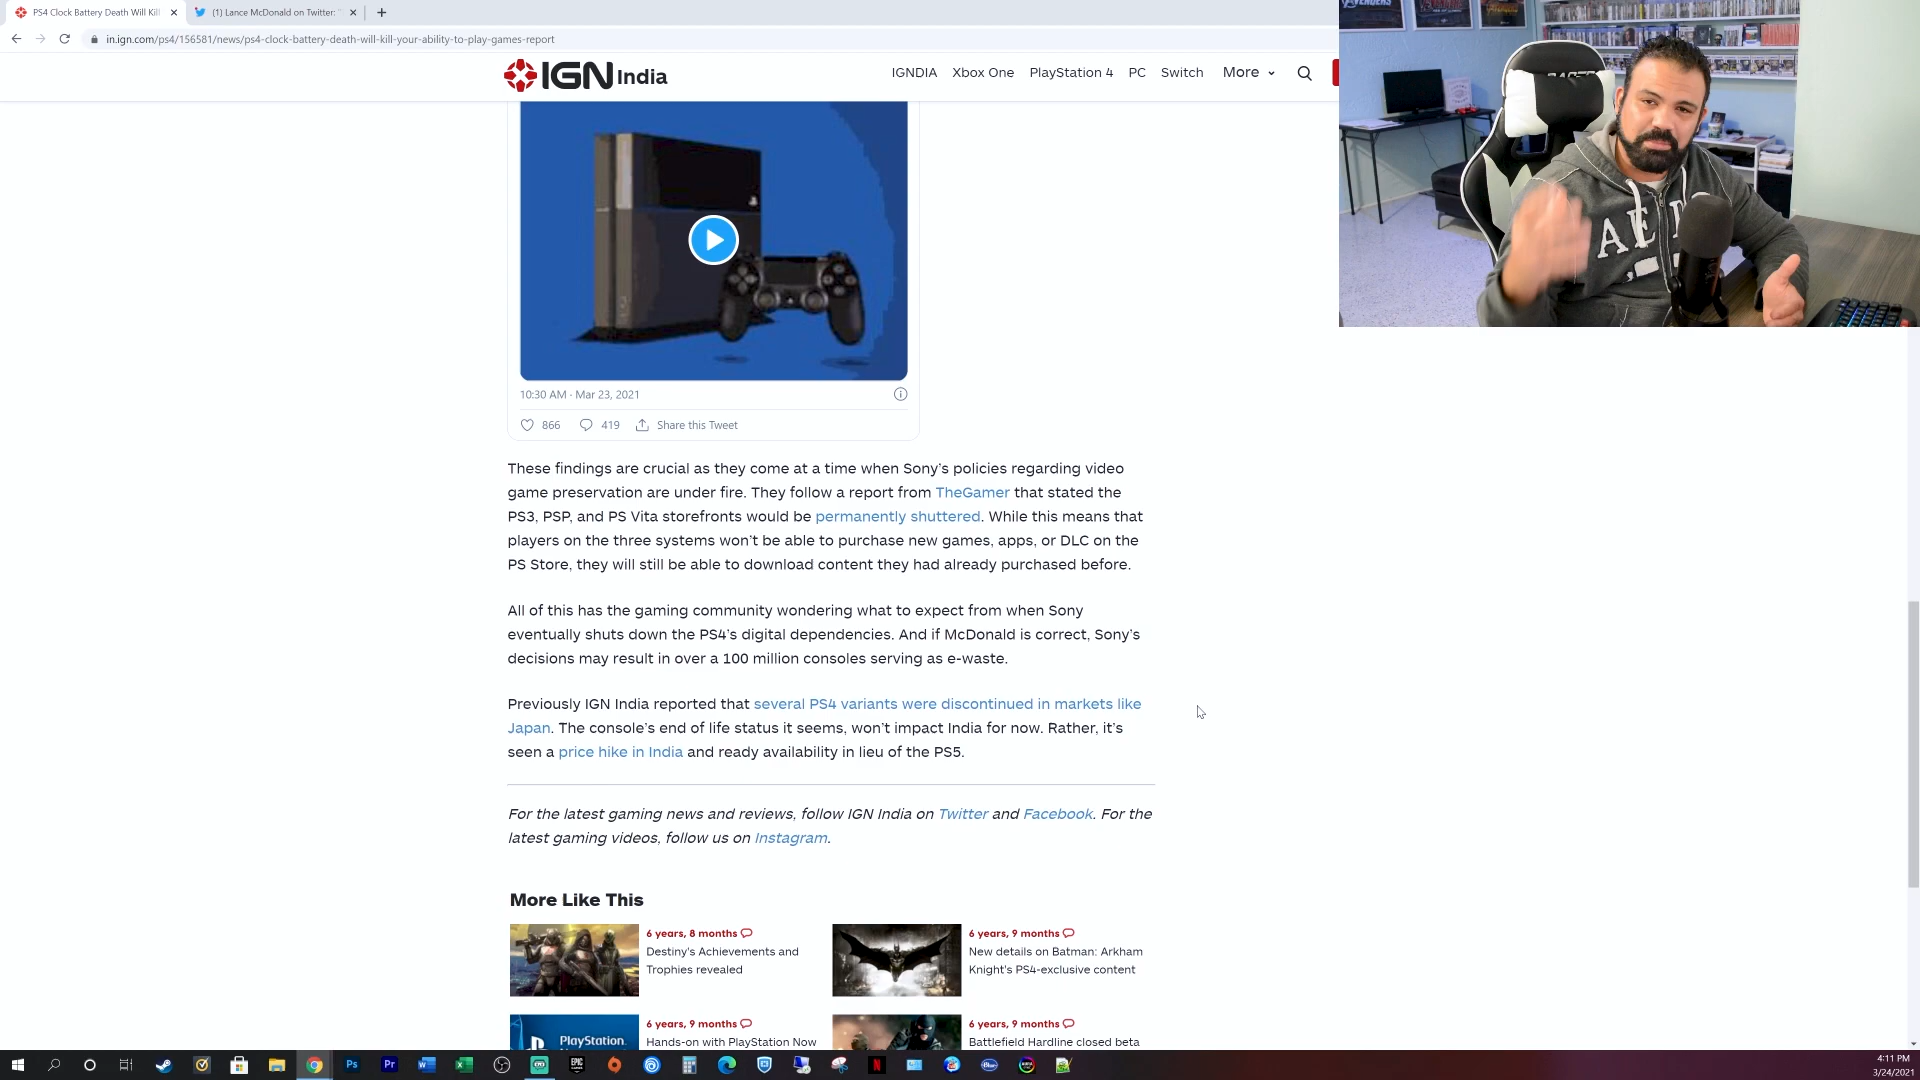 PS4 Clock Battery Death Will Kil
(1) Lance McDonald on Twitter: "
in.ign.com/ps4/156581/news/ps4-clock-battery-death-will-kill-your-ability-to-play-games-report
IGN India
IGNDIA Xbox One PlayStation 4 PC Switch More
10:30 AM · Mar 23, 2021
866 419 Share this Tweet
These findings are crucial as they come at a time when Sony's policies regarding video
game preservation are under fire. They follow a report from TheGamer that stated the
PS3, PSP, and PS Vita storefronts would be permanently shuttered. While this means that
players on the three systems won't be able to purchase new games, apps, or DLC on the
PS Store, they will still be able to download content they had already purchased before.
All of this has the gaming community wondering what to expect from when Sony
eventually shuts down the PS4's digital dependencies. And if McDonald is correct, Sony's
decisions may result in over a 100 million consoles serving as e-waste.
Previously IGN India reported that several PS4 variants were discontinued in markets like
Japan. The console's end of life status it seems, won't impact India for now. Rather, it's
seen a price hike in India and ready availability in lieu of the PS5.
For the latest gaming news and reviews, follow IGN India on Twitter and Facebook. For the
latest gaming videos, follow us on Instagram.
More Like This
6 years, 8 months
Destiny's Achievements and
Trophies revealed
6 years, 9 months
New details on Batman: Arkham
Knight's PS4-exclusive content
PlayStation
6 years, 9 months
Hands-on with PlayStation Now
6 years, 9 months
Battlefield Hardline closed beta
4:11 PM
3/24/2021